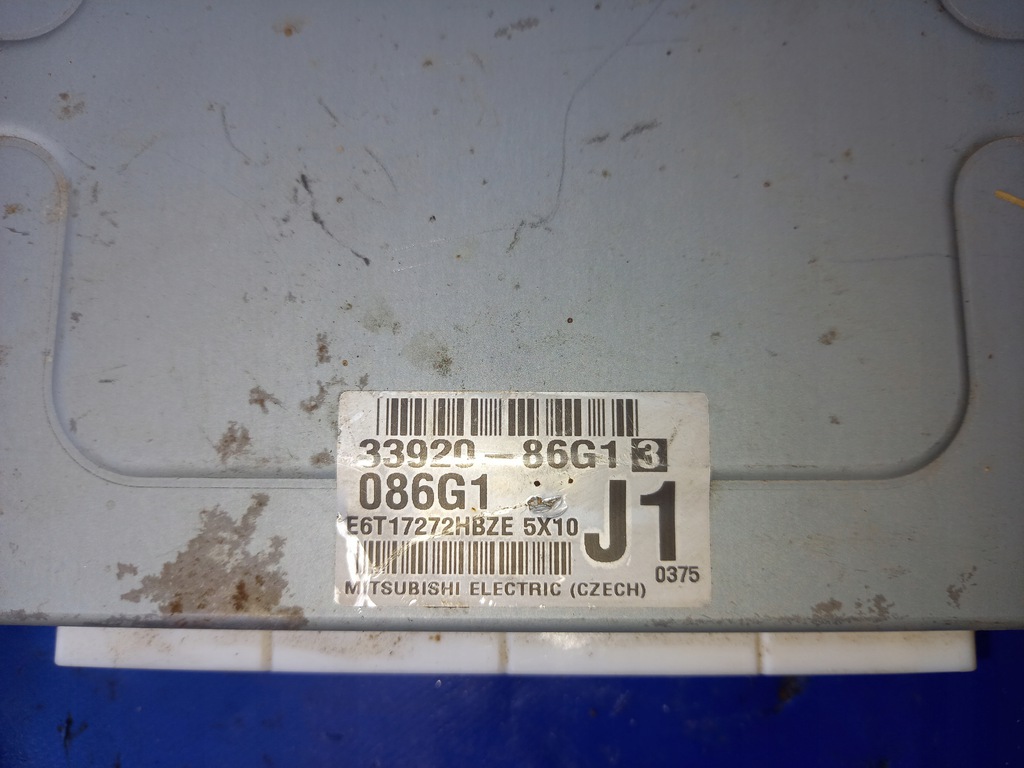 33920-86G1 3
086G1
J1
E6T17272HBZE 5X10
0375
MITSUBISHI ELECTRIC (CZECH)